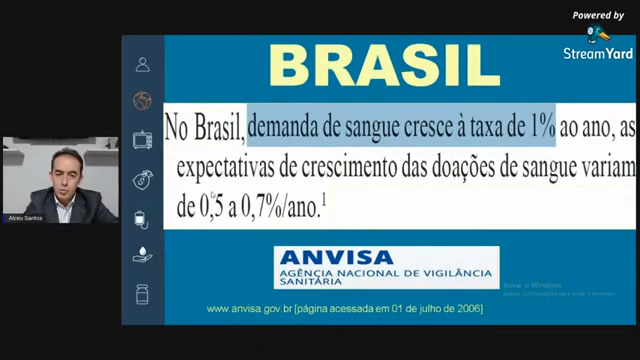 Powered by
StreamYard
BRASIL
No Brasil, demanda de sangue cresce à taxa de 1% ao ano, as
expectativas de crescimento das doações de sangue variam
de 0,5 a 0,7%/ano.¹
Alceu Santos
ANVISA
AGÊNCIA NACIONAL DE VIGILÂNCIA
SANITÁRIA
Ativar o Windows
www.anvisa.gov.br [página acessada em 01 de julho de 2006]